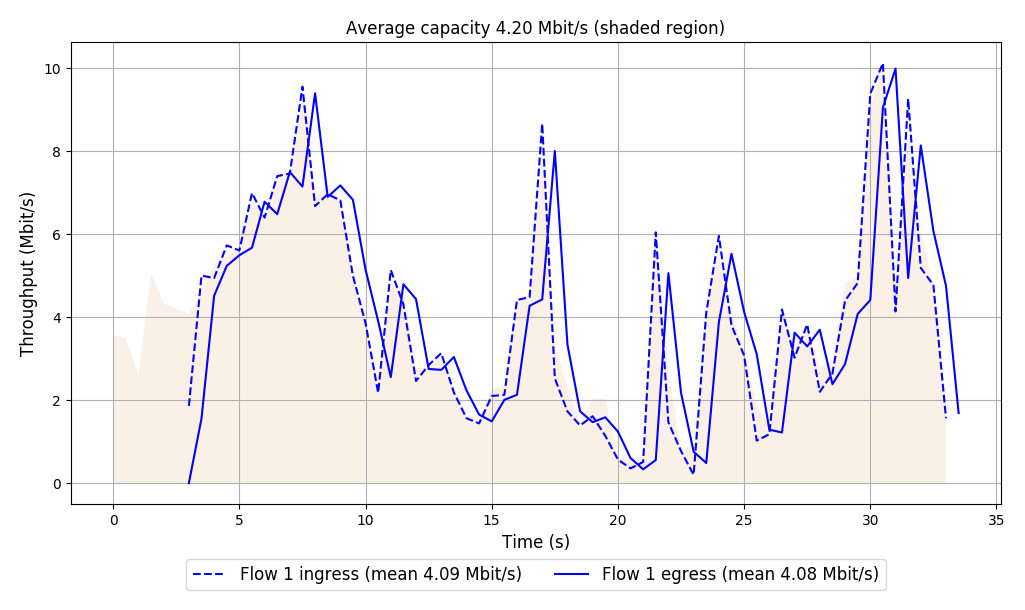 Average capacity 4.20 Mbit/s (shaded region)
Throughput (Mbit/s)
10
8
6
4
2
0
0 5 10 15 20 25 30 35
Time (s)
Flow 1 ingress (mean 4.09 Mbit/s) Flow 1 egress (mean 4.08 Mbit/s)